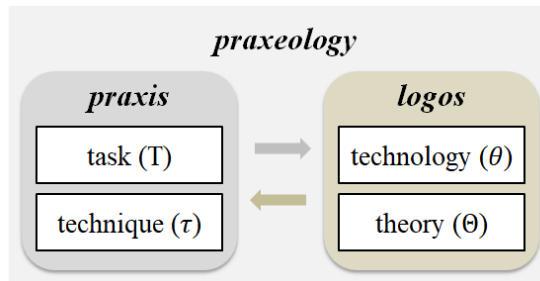 praxeology
praxis
logos
task (T)
technology (θ)
technique (τ)
theory (Θ)